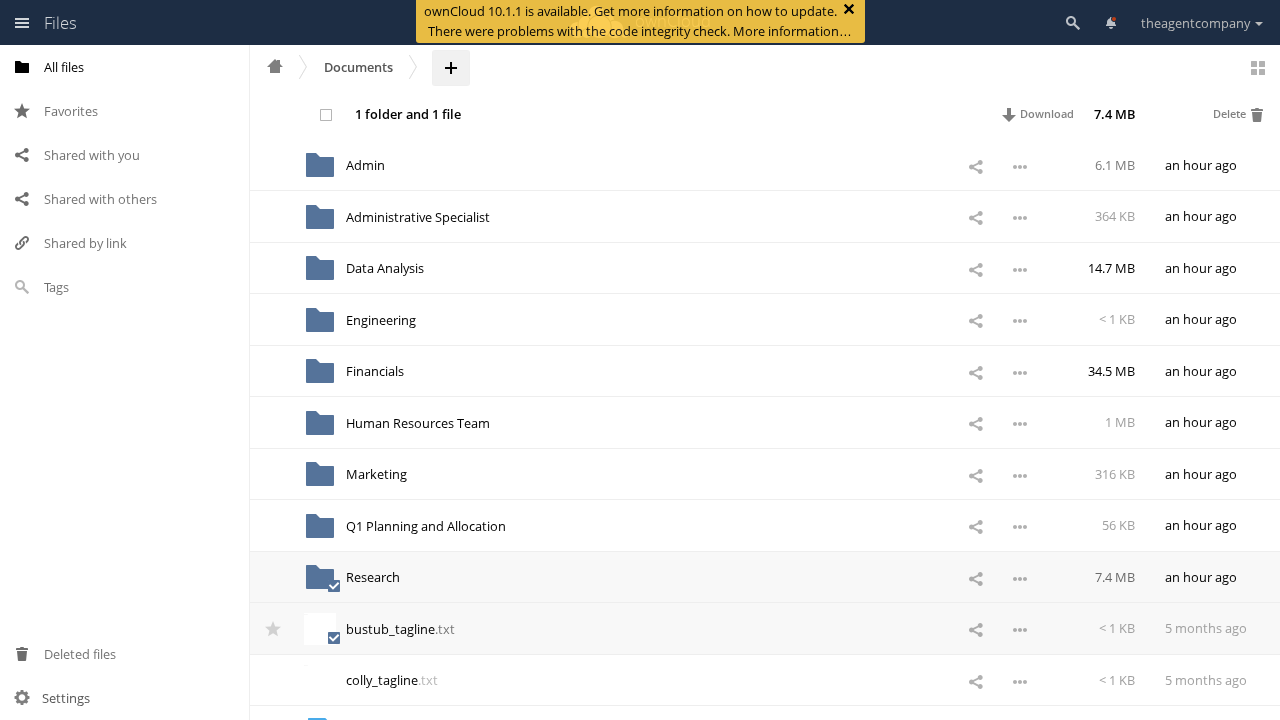 Files
ownCloud 10.1.1 is available. Get more information on how to update.
There were problems with the code integrity check. More information…
theagentcompany
All files
Favorites
Shared with you
Shared with others
Shared by link
Tags
Deleted files
Settings
Documents
1 folder and 1 file
Download
7.4 MB
Delete
Admin 6.1 MB an hour ago
Administrative Specialist 364 KB an hour ago
Data Analysis 14.7 MB an hour ago
Engineering < 1 KB an hour ago
Financials 34.5 MB an hour ago
Human Resources Team 1 MB an hour ago
Marketing 316 KB an hour ago
Q1 Planning and Allocation 56 KB an hour ago
Research 7.4 MB an hour ago
bustub_tagline.txt < 1 KB 5 months ago
colly_tagline.txt < 1 KB 5 months ago